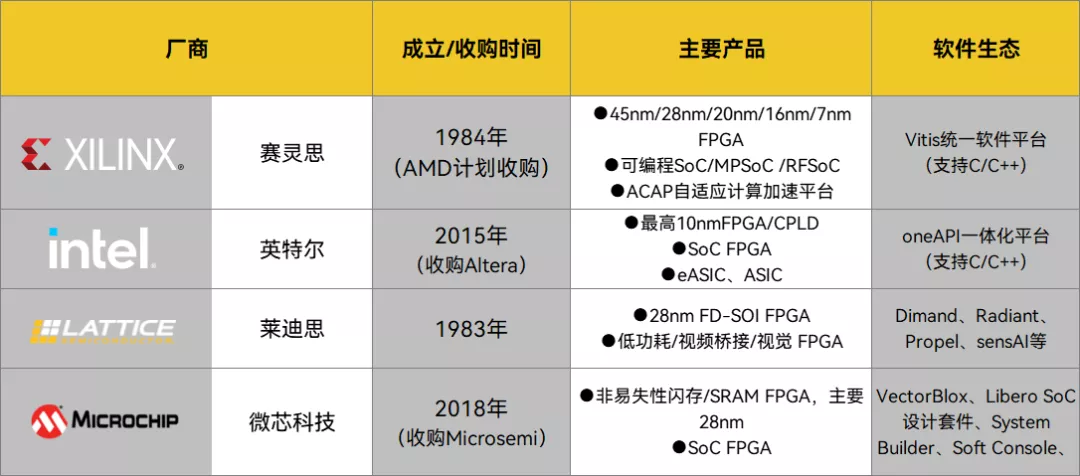 厂商
成立/收购时间
主要产品
软件生态
XILINX®
赛灵思
1984年
(AMD计划收购)
●45nm/28nm/20nm/16nm/7nm
FPGA
●可编程SoC/MPSoC /RFSoC
●ACAP自适应计算加速平台
Vitis统一软件平台
(支持C/C++)
intel®
英特尔
2015年
(收购Altera)
●最高10nmFPGA/CPLD
●SoC FPGA
●eASIC、ASIC
oneAPI一体化平台
(支持C/C++)
LATTICE
SEMICONDUCTOR
莱迪思
1983年
●28nm FD-SOI FPGA
●低功耗/视频桥接/视觉 FPGA
Dimand、Radiant、
Propel、sensAI等
MICROCHIP
微芯科技
2018年
(收购Microsemi)
●非易失性闪存/SRAM FPGA，主要
28nm
●SoC FPGA
VectorBlox、Libero SoC
设计套件、System
Builder、Soft Console、